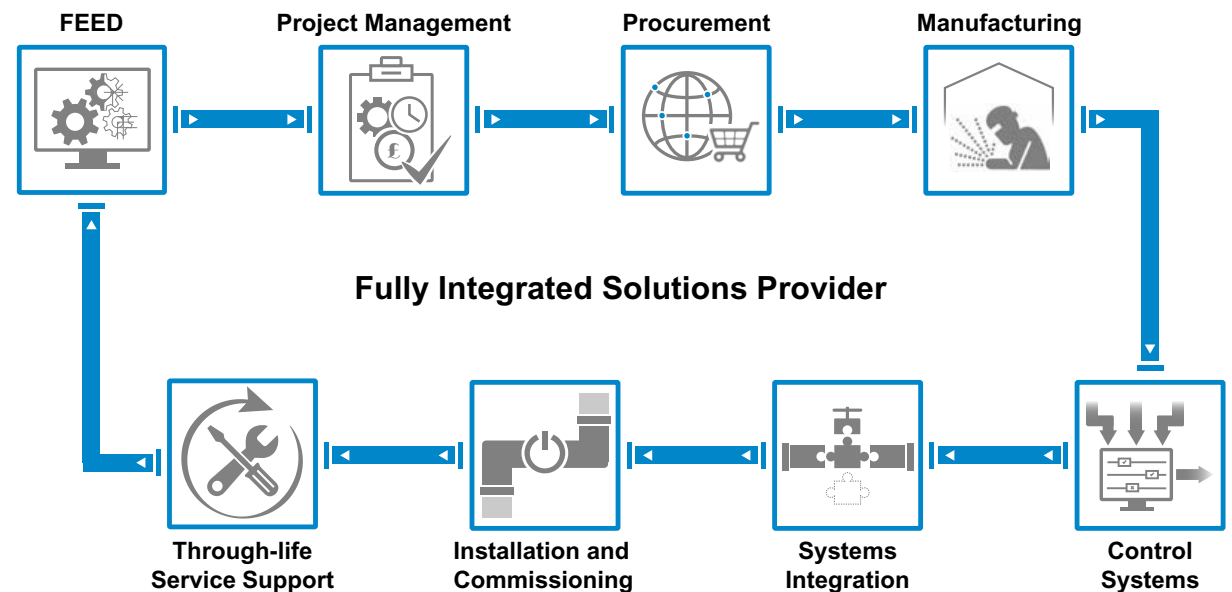 FEED
Project Management
Procurement
Manufacturing
£
Fully Integrated Solutions Provider
Through-life
Service Support
Installation and
Commissioning
Systems
Integration
Control
Systems